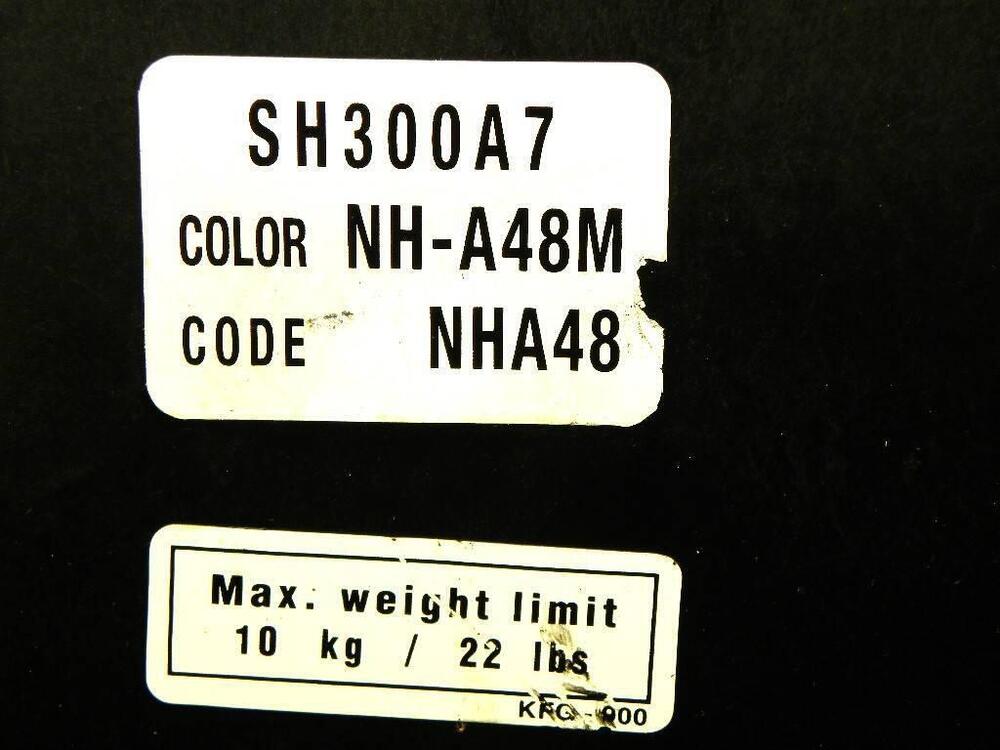 SH300A7
COLOR NH-A48M
CODE NHA48
Max. weight limit
10 kg / 22 lbs